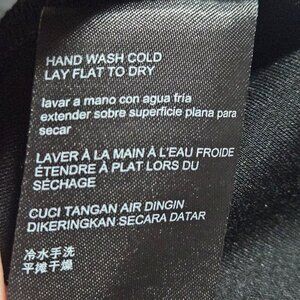 HAND WASH COLD
LAY FLAT TO DRY
lavar a mano con agua fría
extender sobre superficie plana para
secar
LAVER À LA MAIN À L'EAU FROIDE
ÉTENDRE À PLAT LORS DU
SÉCHAGE
CUCI TANGAN AIR DINGIN
DIKERINGKAN SECARA DATAR
冷水手洗
平摊干燥